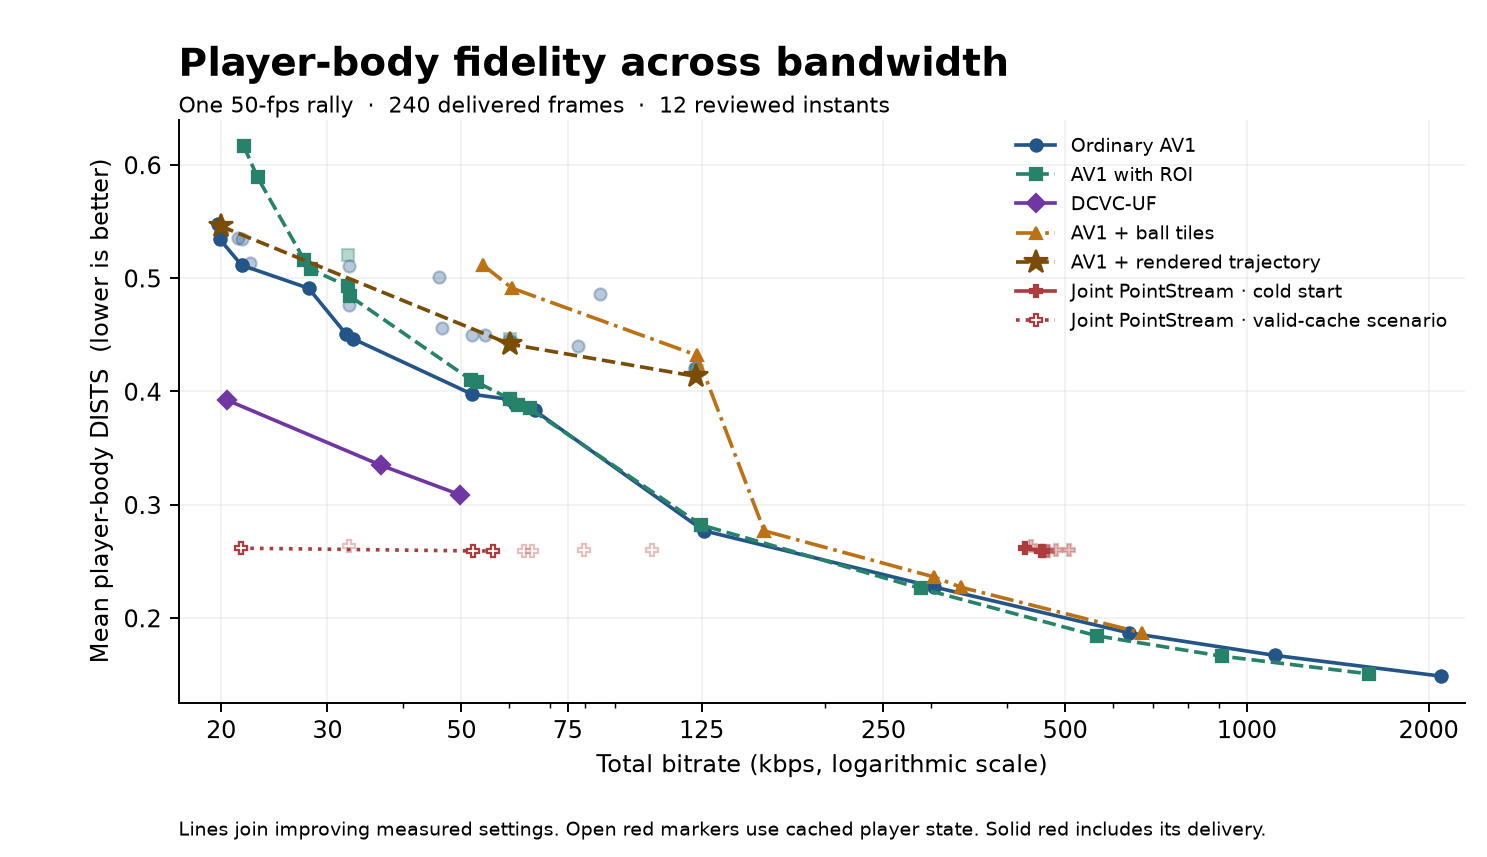 Player-body fidelity across bandwidth
One 50-fps rally · 240 delivered frames · 12 reviewed instants
Ordinary AV1
AV1 with ROI
DCVC-UF
AV1 + ball tiles
AV1 + rendered trajectory
Joint PointStream · cold start
Joint PointStream · valid-cache scenario
Mean player-body DISTS (lower is better)
0.6
0.5
0.4
0.3
0.2
20 30 50 75 125 250 500 1000 2000
Total bitrate (kbps, logarithmic scale)
Lines join improving measured settings. Open red markers use cached player state. Solid red includes its delivery.